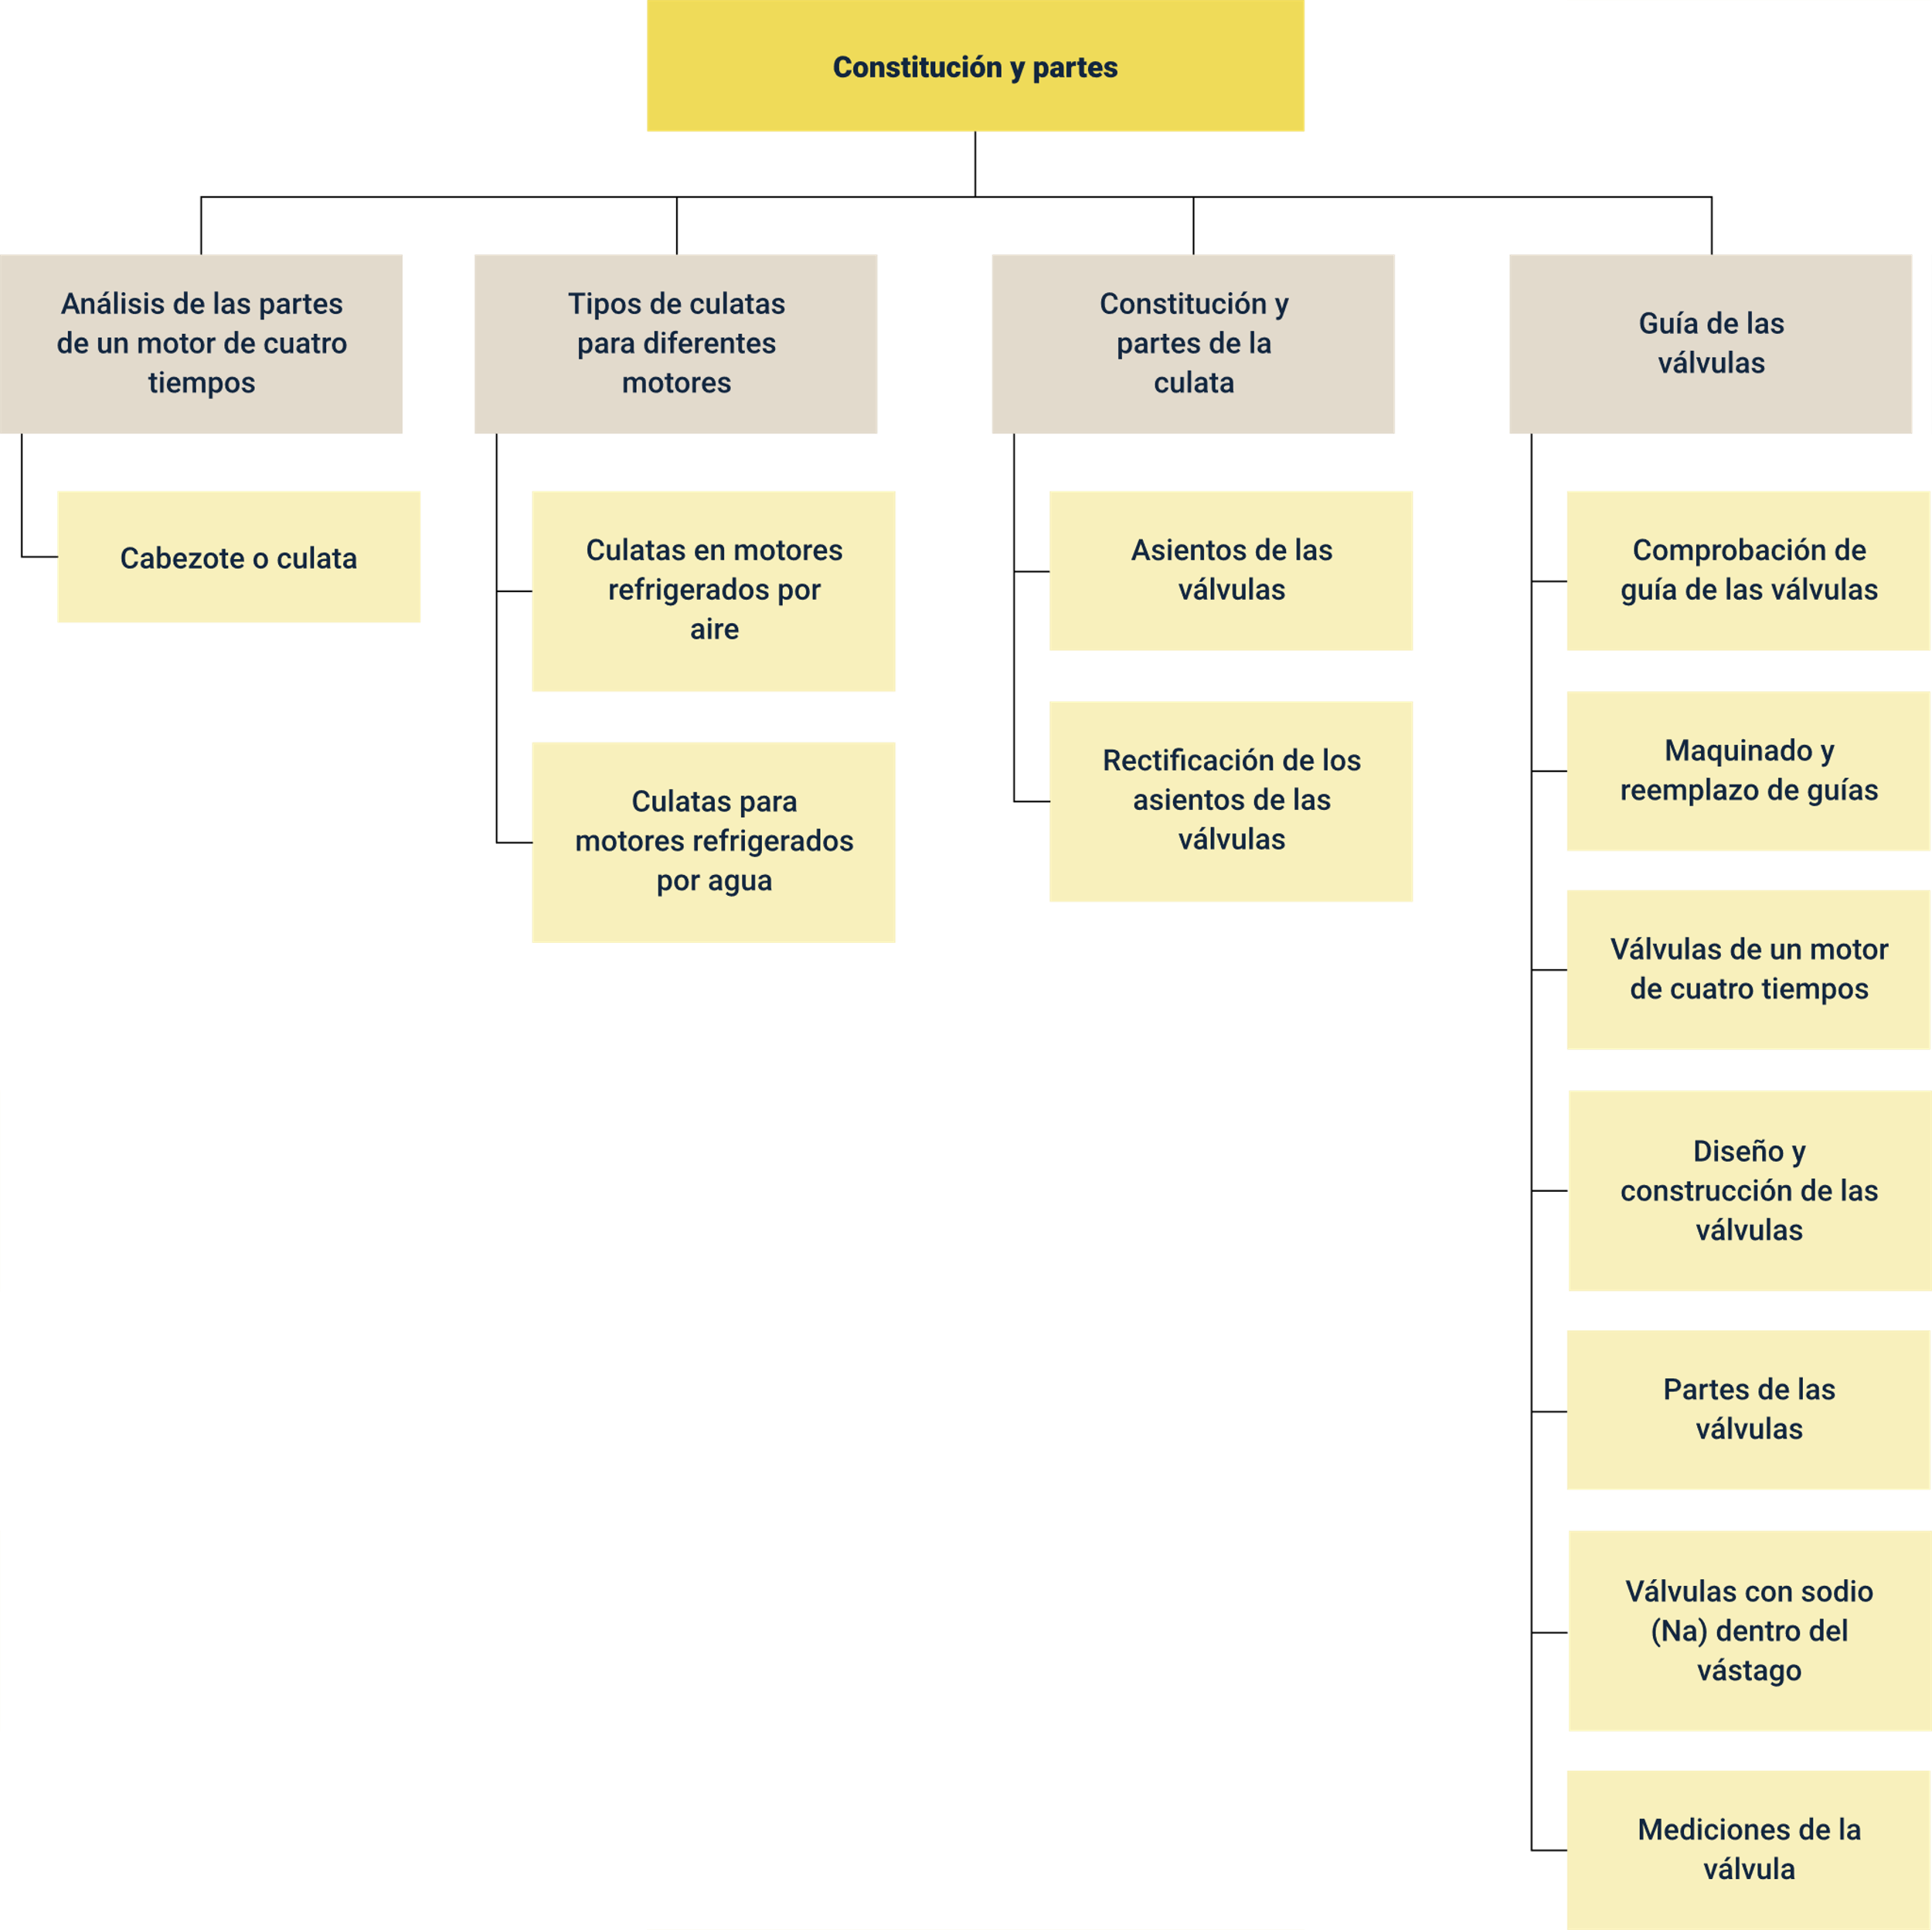 Constitución y partes
Análisis de las partes
de un motor de cuatro
tiempos
Cabezote o culata
Tipos de culatas
para diferentes
motores
Culatas en motores
refrigerados por
aire
Culatas para
motores refrigerados
por agua
Constitución y
partes de la
culata
Asientos de las
válvulas
Rectificación de los
asientos de las
válvulas
Guía de las
válvulas
Comprobación de
guía de las válvulas
Maquinado y
reemplazo de guías
Válvulas de un motor
de cuatro tiempos
Diseño y
construcción de las
válvulas
Partes de las
válvulas
Válvulas con sodio
(Na) dentro del
vástago
Mediciones de la
válvula